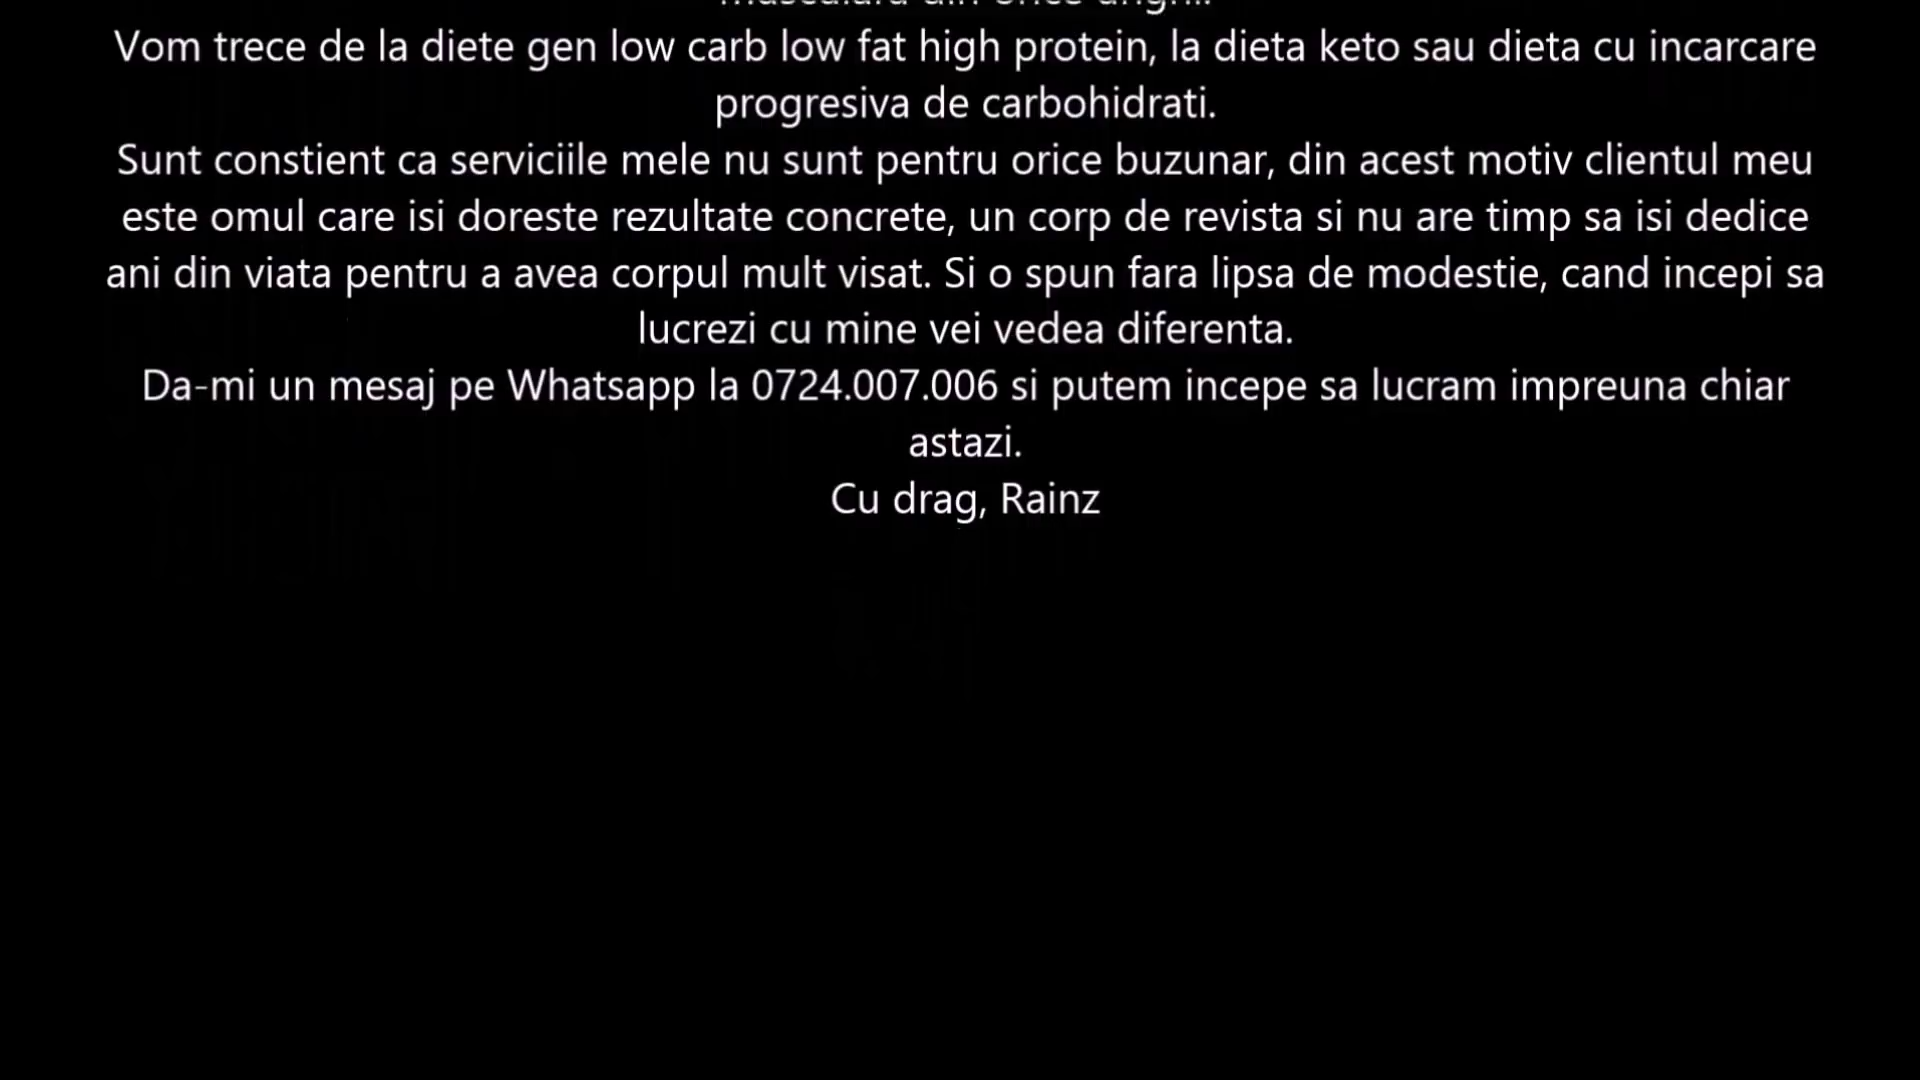 din orice
Vom trece de la diete gen low carb low fat high protein, la dieta keto sau dieta cu incarcare
progresiva de carbohidrati.
Sunt constient ca serviciile mele nu sunt pentru orice buzunar, din acest motiv clientul meu
este omul care isi doreste rezultate concrete, un corp de revista si nu are timp sa isi dedice
ani din viata pentru a avea corpul mult visat. Si o spun fara lipsa de modestie, cand incepi sa
lucrezi cu mine vei vedea diferenta.
Da-mi un mesaj pe Whatsapp la 0724.007.006 si putem incepe sa lucram impreuna chiar
astazi.
Cu drag, Rainz